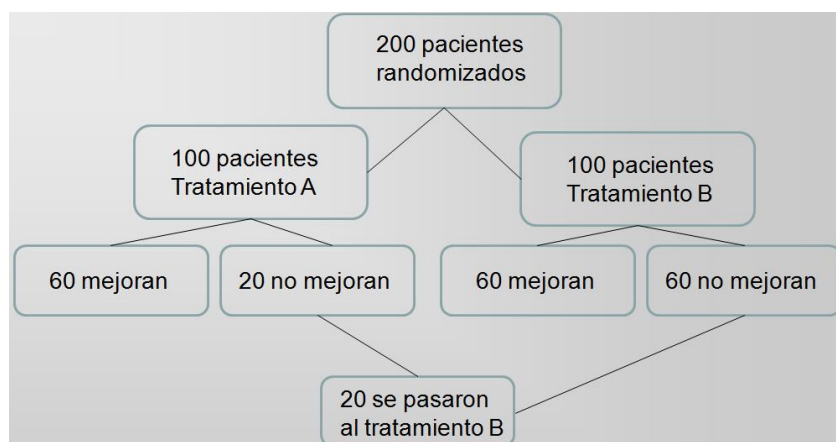 200 pacientes
randomizados
100 pacientes
Tratamiento A
100 pacientes
Tratamiento B
60 mejoran
20 no mejoran
60 mejoran
60 no mejoran
20 se pasaron
al tratamiento B